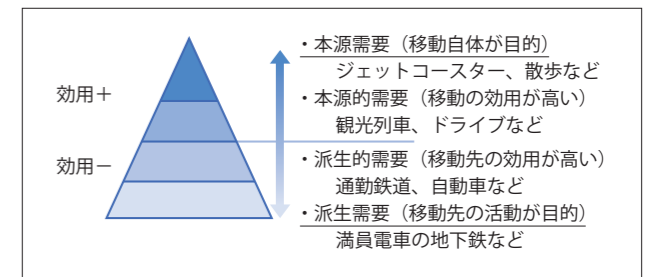 ・本源需要（移動自体が目的）
ジェットコースター、散歩など
効用＋
・本源的需要（移動の効用が高い）
観光列車、ドライブなど
効用－
・派生的需要（移動先の効用が高い）
通勤鉄道、自動車など
・派生需要（移動先の活動が目的）
満員電車の地下鉄など